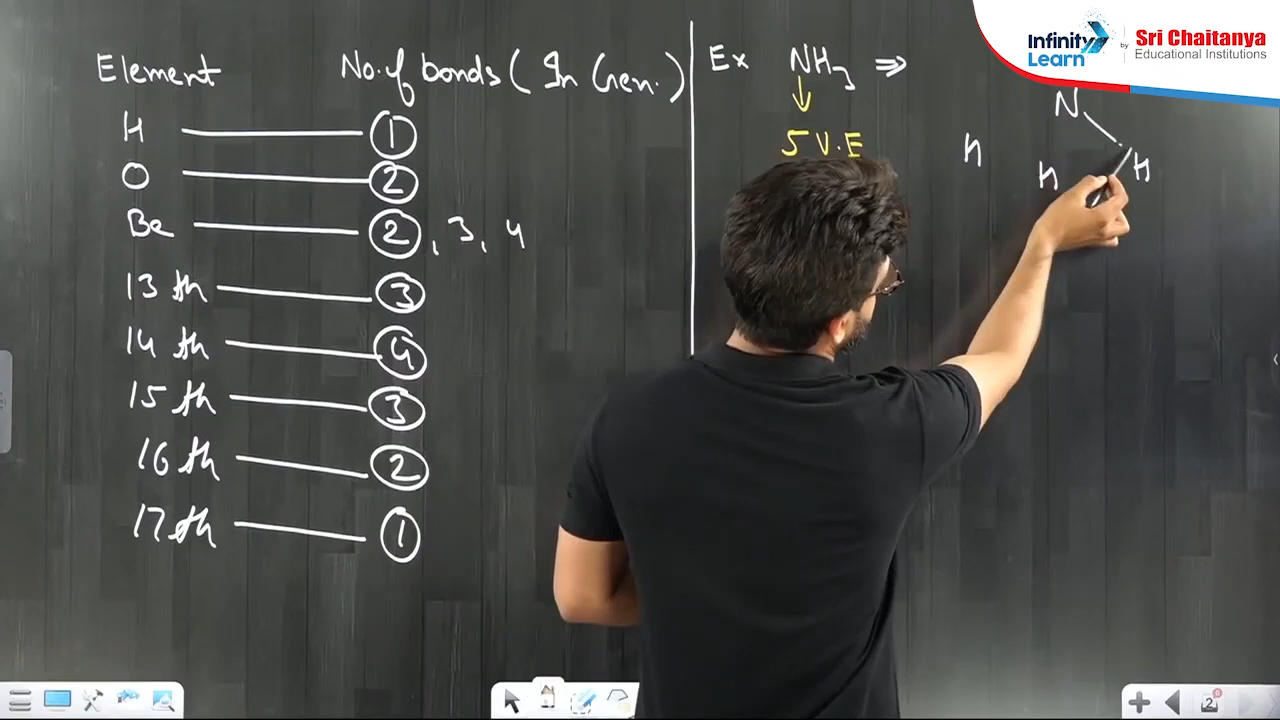 Element No. of bonds (In Gen.)
H 1
O 2
Be 2, 3, 4
13 th 3
14 th 4
15 th 3
16 th 2
17 th 1
Ex NH3 ⇒
5 V.E
N
H H H
Infinity Learn by Sri Chaitanya Educational Institutions
2